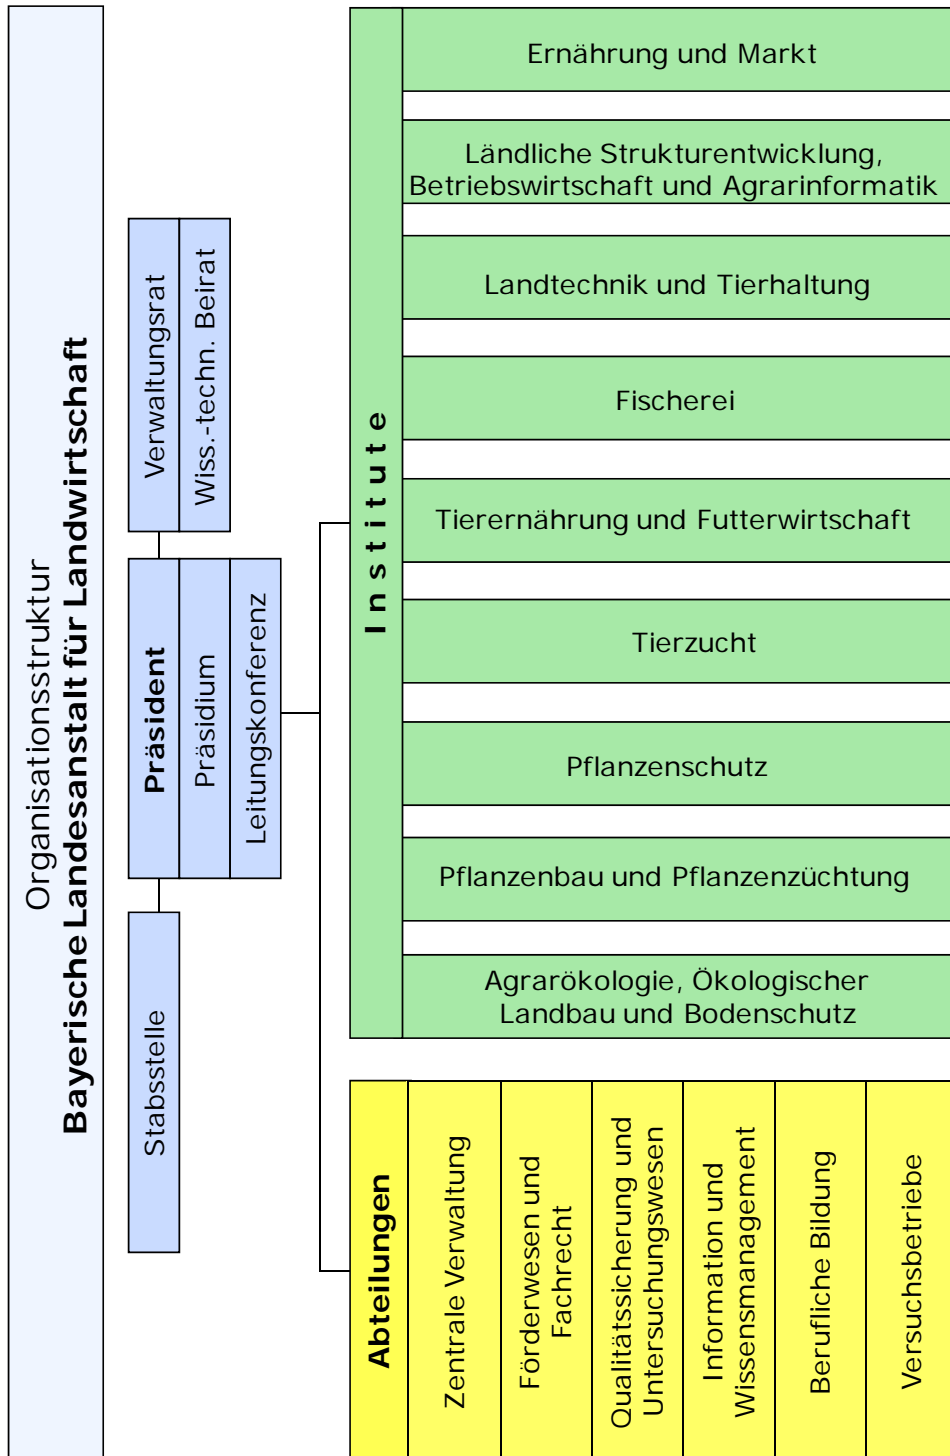 Organisationsstruktur
Bayerische Landesanstalt für Landwirtschaft
Stabsstelle
Präsident
Präsidium
Leitungskonferenz
Verwaltungsrat
Wiss.-techn. Beirat
Abteilungen
Zentrale Verwaltung
Förderwesen und
Fachrecht
Qualitätssicherung und
Untersuchungswesen
Information und
Wissensmanagement
Berufliche Bildung
Versuchsbetriebe
Institute
Ernährung und Markt
Ländliche Strukturentwicklung,
Betriebswirtschaft und Agrarinformatik
Landtechnik und Tierhaltung
Fischerei
Tierernährung und Futterwirtschaft
Tierzucht
Pflanzenschutz
Pflanzenbau und Pflanzenzüchtung
Agrarökologie, Ökologischer
Landbau und Bodenschutz